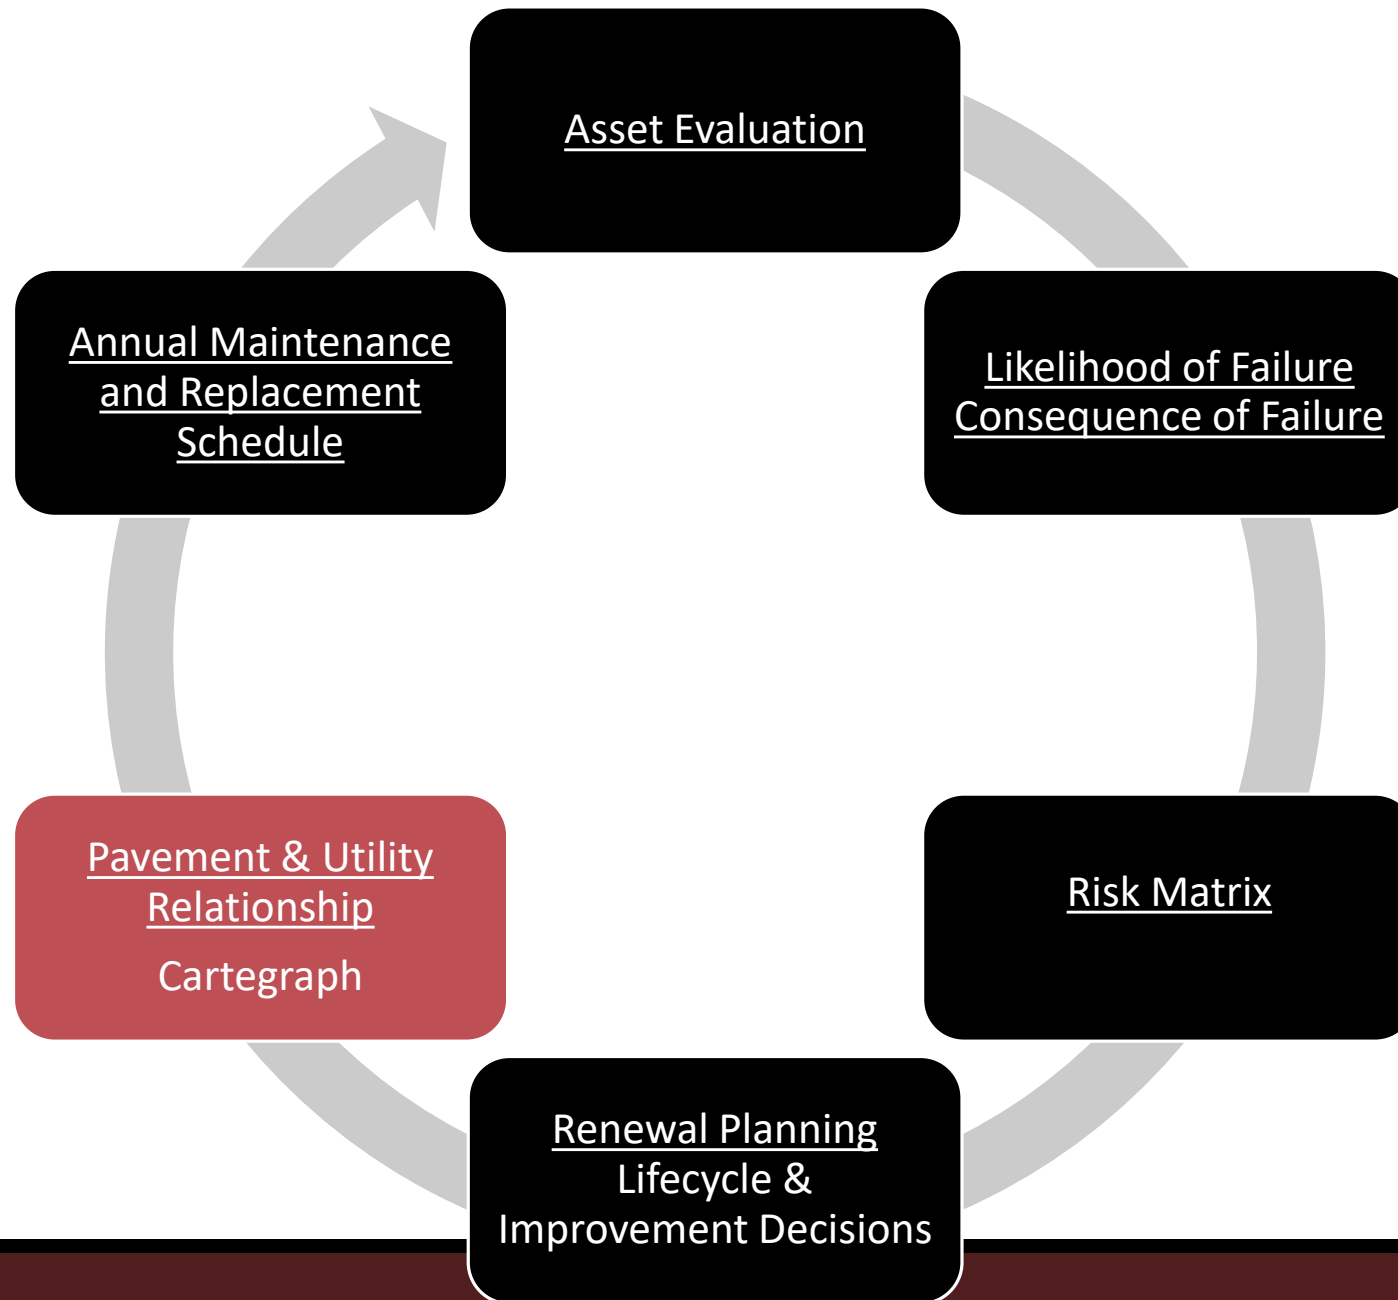 Asset Evaluation
Likelihood of Failure
Consequence of Failure
Risk Matrix
Renewal Planning
Lifecycle &
Improvement Decisions
Pavement & Utility
Relationship
Cartegraph
Annual Maintenance
and Replacement
Schedule